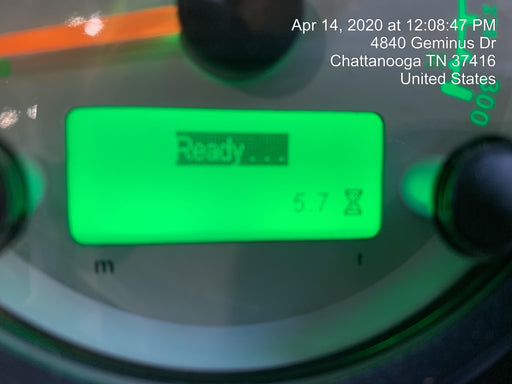 Apr 14, 2020 at 12:08:47 PM
4840 Geminus Dr
Chattanooga TN 37416
United States
Ready...
5.7
m t